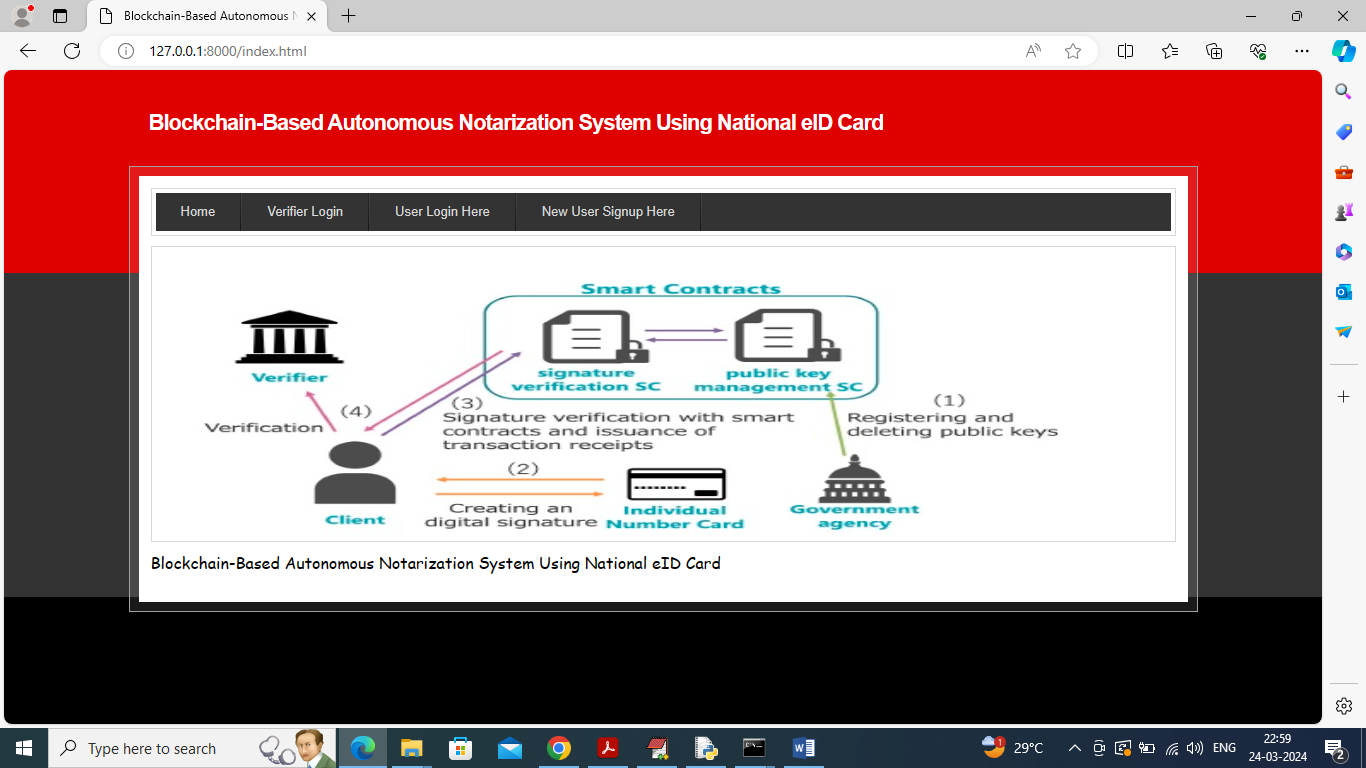 Blockchain-Based Autonomous N
127.0.0.1:8000/index.html
Blockchain-Based Autonomous Notarization System Using National eID Card
Home
Verifier Login
User Login Here
New User Signup Here
Smart Contracts
signature
verification SC
public key
management SC
Verifier
(4)
Verification
(3)
Signature verification with smart
contracts and issuance of
transaction receipts
(1)
Registering and
deleting public keys
(2)
Creating an
digital signature
Client
Individual
Number Card
Government
agency
Blockchain-Based Autonomous Notarization System Using National eID Card
Type here to search
29°C
ENG
22:59
24-03-2024
2